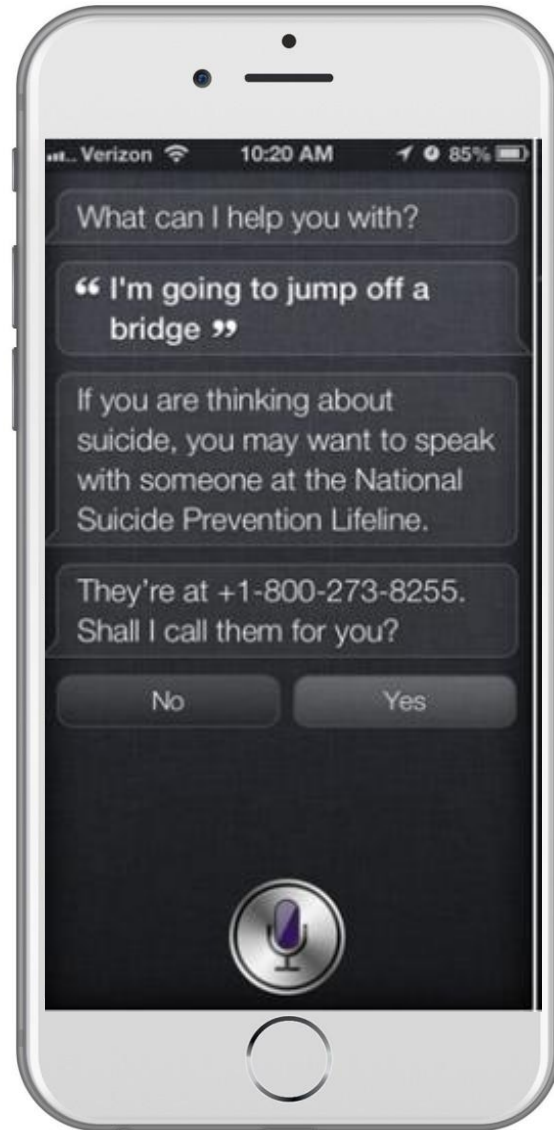 Verizon 10:20 AM 85%
What can I help you with?
“ I'm going to jump off a
bridge ”
If you are thinking about
suicide, you may want to speak
with someone at the National
Suicide Prevention Lifeline.
They're at +1-800-273-8255.
Shall I call them for you?
No Yes